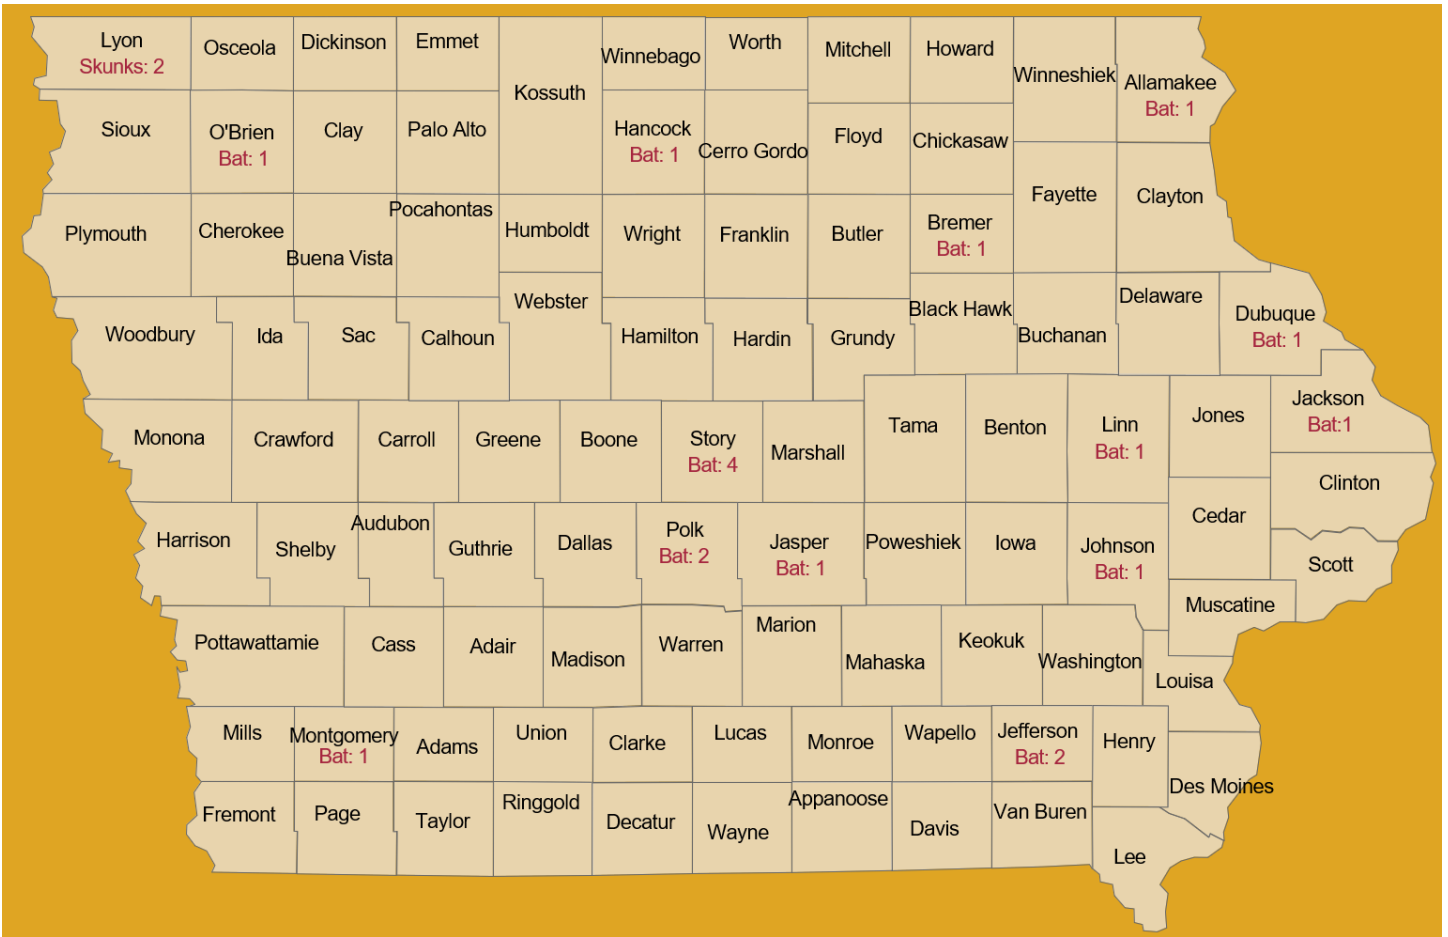 Lyon
Skunks: 2
Osceola
Dickinson
Emmet
Kossuth
Winnebago
Worth
Mitchell
Howard
Winneshiek
Allamakee
Bat: 1
Sioux
O'Brien
Bat: 1
Clay
Palo Alto
Hancock
Bat: 1
Cerro Gordo
Floyd
Chickasaw
Fayette
Clayton
Plymouth
Cherokee
Buena Vista
Pocahontas
Humboldt
Wright
Franklin
Butler
Bremer
Bat: 1
Woodbury
Ida
Sac
Calhoun
Webster
Hamilton
Hardin
Grundy
Black Hawk
Buchanan
Delaware
Dubuque
Bat: 1
Monona
Crawford
Carroll
Greene
Boone
Story
Bat: 4
Marshall
Tama
Benton
Linn
Bat: 1
Jones
Jackson
Bat:1
Clinton
Harrison
Shelby
Audubon
Guthrie
Dallas
Polk
Bat: 2
Jasper
Bat: 1
Poweshiek
Iowa
Johnson
Bat: 1
Cedar
Scott
Muscatine
Pottawattamie
Cass
Adair
Madison
Warren
Marion
Mahaska
Keokuk
Washington
Louisa
Mills
Montgomery
Bat: 1
Adams
Union
Clarke
Lucas
Monroe
Wapello
Jefferson
Bat: 2
Henry
Des Moines
Fremont
Page
Taylor
Ringgold
Decatur
Wayne
Appanoose
Davis
Van Buren
Lee